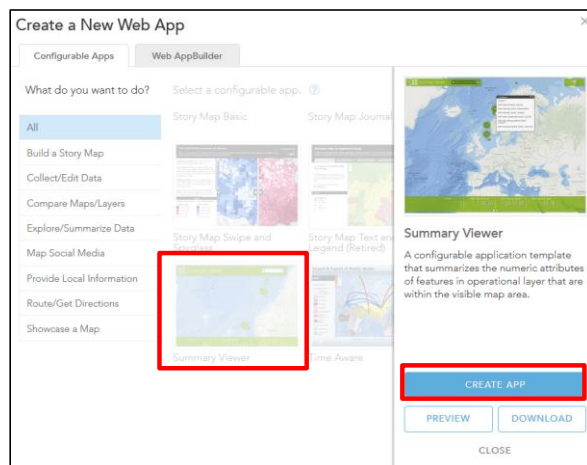 Create a New Web App
×
Configurable Apps
Web AppBuilder
What do you want to do?
Select a configurable app.
?
All
Build a Story Map
Collect/Edit Data
Compare Maps/Layers
Explore/Summarize Data
Map Social Media
Provide Local Information
Route/Get Directions
Showcase a Map
Story Map Basic
Story Map Journal
Story Map Swipe and
Spyglass
Story Map Text and
Legend (Retired)
Summary Viewer
Time Aware
Summary Viewer
A configurable application template
that summarizes the numeric attributes
of features in operational layer that are
within the visible map area.
CREATE APP
PREVIEW
DOWNLOAD
CLOSE